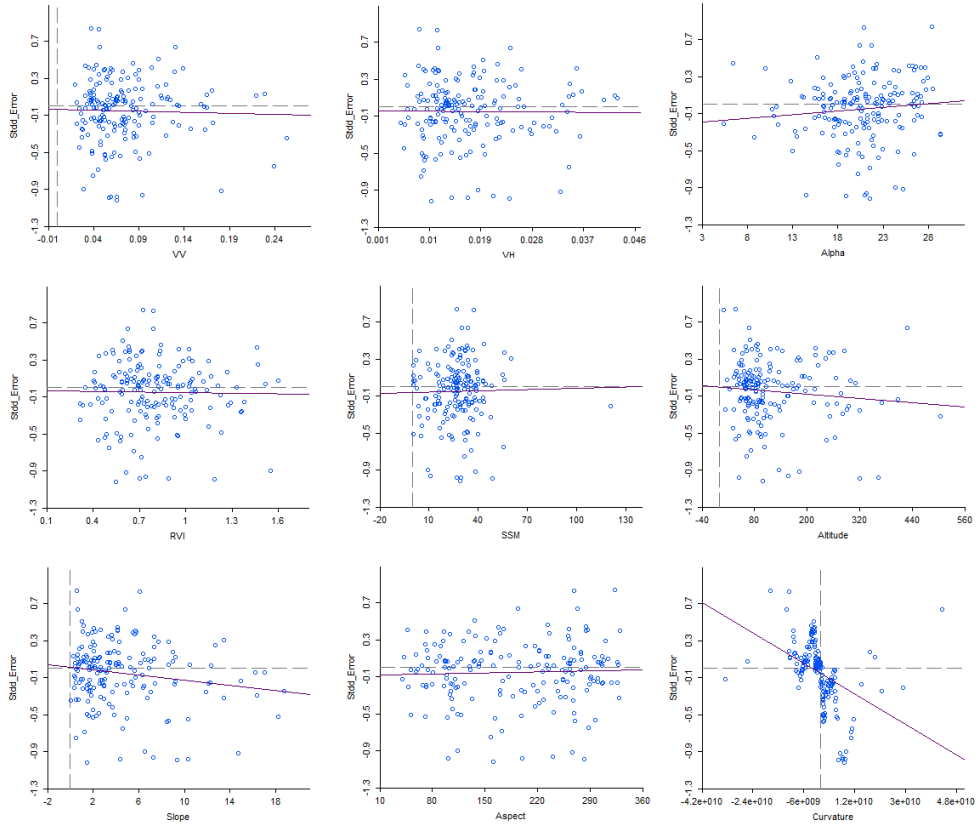 0.7
0.3
-0.1
-0.5
-0.9
-1.3
Stdd_Error
-0.01 0.04 0.09 0.14 0.19 0.24
VV
0.7
0.3
-0.1
-0.5
-0.9
-1.3
Stdd_Error
0.001 0.01 0.019 0.028 0.037 0.046
VH
0.7
0.3
-0.1
-0.5
-0.9
-1.3
Stdd_Error
3 8 13 18 23 28
Alpha
0.7
0.3
-0.1
-0.5
-0.9
-1.3
Stdd_Error
0.1 0.4 0.7 1 1.3 1.6
RVI
0.7
0.3
-0.1
-0.5
-0.9
-1.3
Stdd_Error
-20 10 40 70 100 130
SSM
0.7
0.3
-0.1
-0.5
-0.9
-1.3
Stdd_Error
-40 80 200 320 440 560
Altitude
0.7
0.3
-0.1
-0.5
-0.9
-1.3
Stdd_Error
-2 2 6 10 14 18
Slope
0.7
0.3
-0.1
-0.5
-0.9
-1.3
Stdd_Error
10 80 150 220 290 360
Aspect
0.7
0.3
-0.1
-0.5
-0.9
-1.3
Stdd_Error
-4.2e+010 -2.4e+010 -6e+009 1.2e+010 3e+010 4.8e+010
Curvature